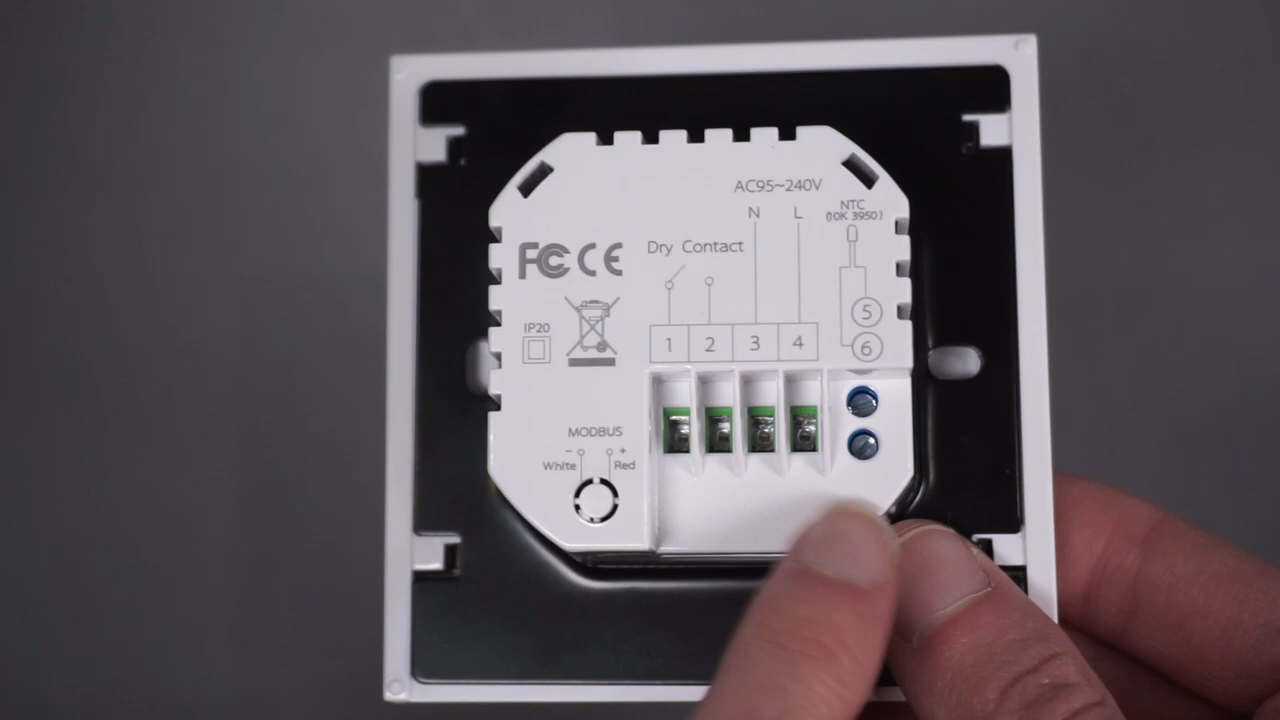 AC95~240V
N L
NTC
(10K 3950)
Dry Contact
FC CE
5
IP20
1 2 3 4
6
MODBUS
- +
White Red